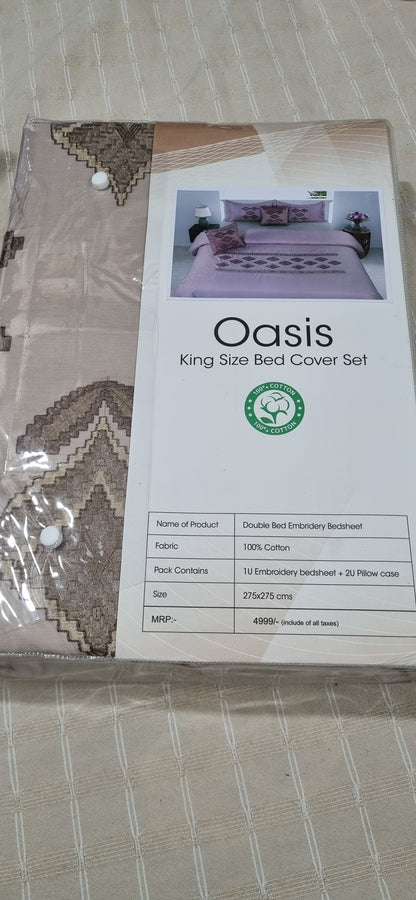 Oasis
King Size Bed Cover Set
100% COTTON
100% COTTON
Name of Product Double Bed Embridery Bedsheet
Fabric 100% Cotton
Pack Contains 1U Embroidery bedsheet + 2U Pillow case
Size 275x275 cms
MRP:- 4999/- (include of all taxes)